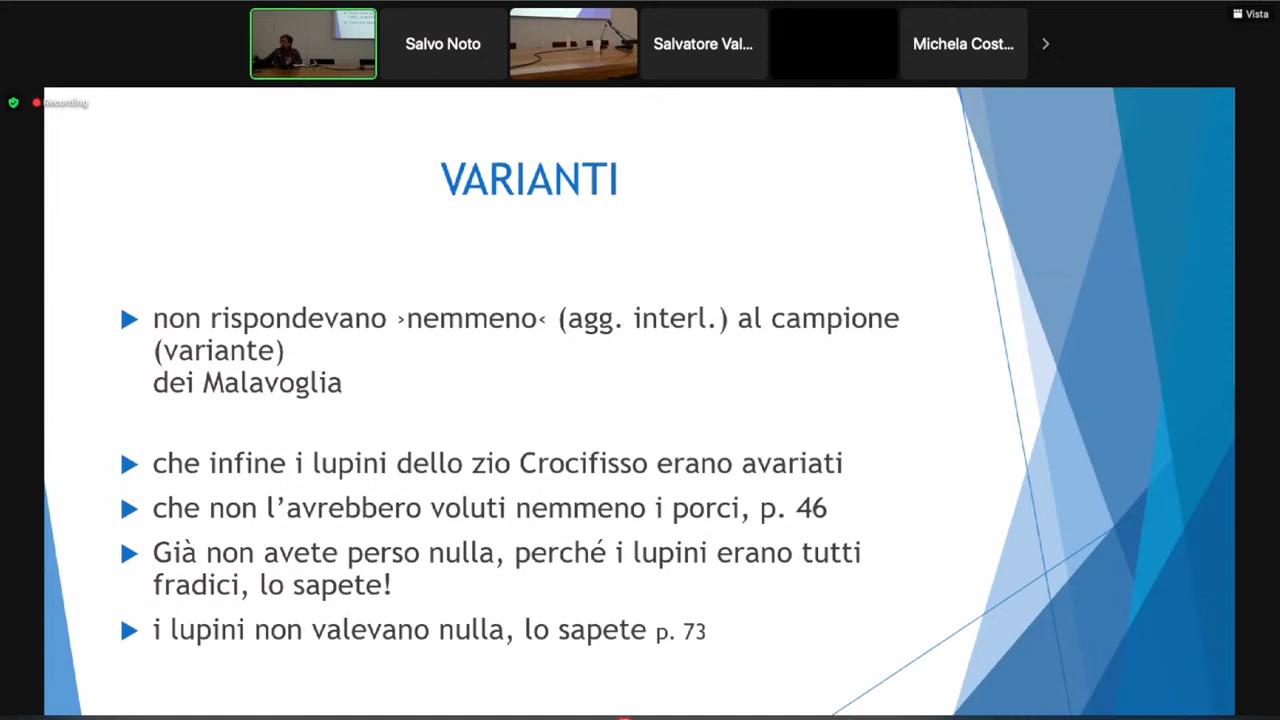 Salvo Noto
Salvatore Val...
Michela Cost...
Vista
Recording
VARIANTI
non rispondevano ›nemmeno‹ (agg. interl.) al campione
(variante)
dei Malavoglia
che infine i lupini dello zio Crocifisso erano avariati
che non l’avrebbero voluti nemmeno i porci, p. 46
Già non avete perso nulla, perché i lupini erano tutti
fradici, lo sapete!
i lupini non valevano nulla, lo sapete p. 73